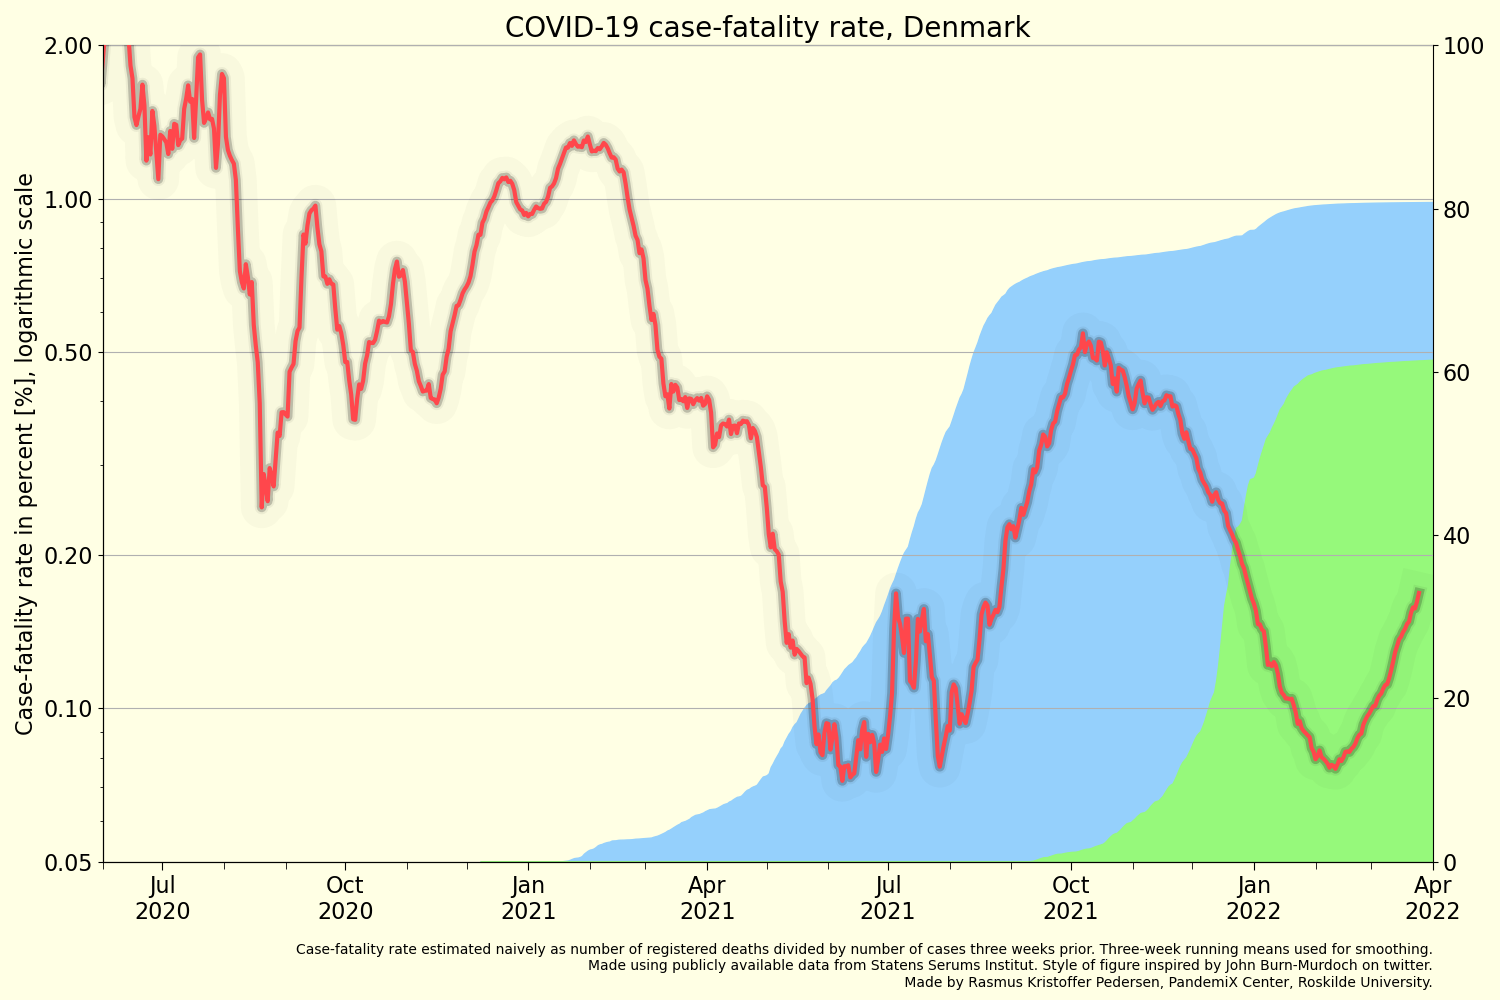 COVID-19 case-fatality rate, Denmark
Case-fatality rate in percent [%], logarithmic scale
2.00
1.00
0.50
0.20
0.10
0.05
100
80
60
40
20
0
Jul
2020
Oct
2020
Jan
2021
Apr
2021
Jul
2021
Oct
2021
Jan
2022
Apr
2022
Case-fatality rate estimated naively as number of registered deaths divided by number of cases three weeks prior. Three-week running means used for smoothing.
Made using publicly available data from Statens Serums Institut. Style of figure inspired by John Burn-Murdoch on twitter.
Made by Rasmus Kristoffer Pedersen, PandemiX Center, Roskilde University.